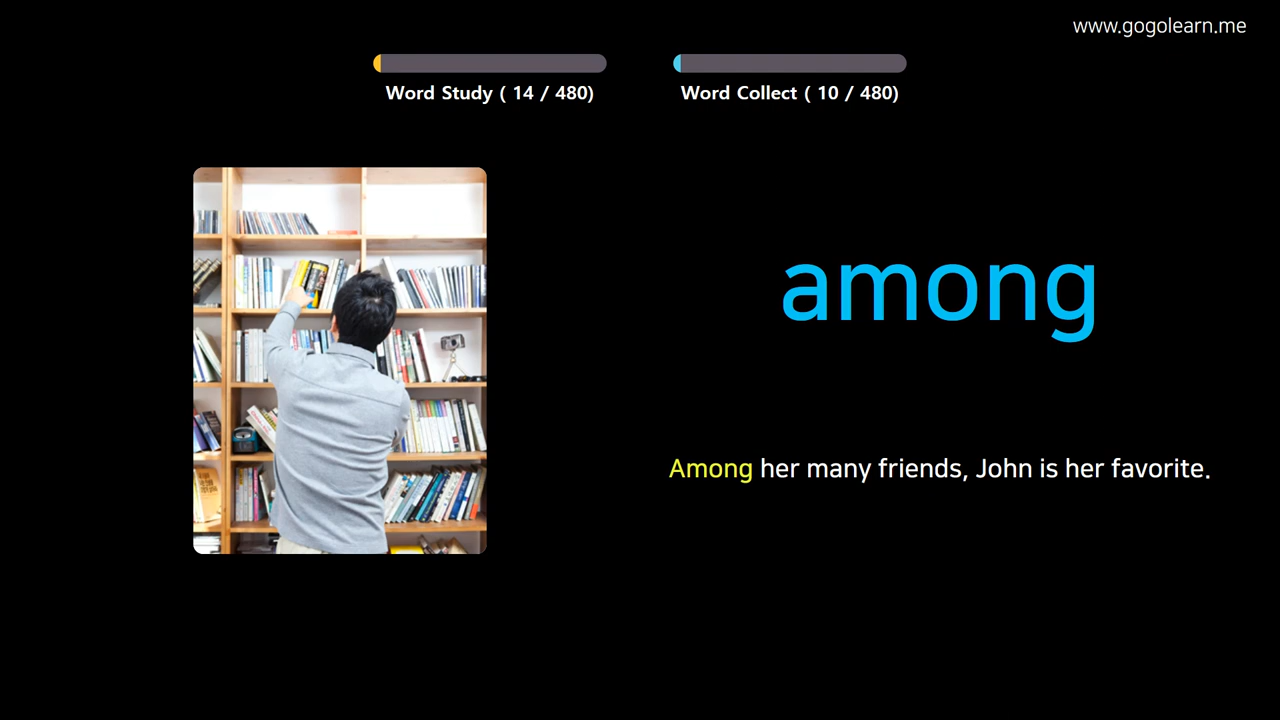 www.gogolearn.me
Word Study ( 14 / 480)
Word Collect ( 10 / 480)
among
Among her many friends, John is her favorite.